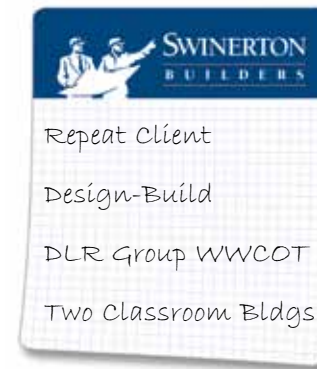 SWINERTON
BUILDERS
Repeat Client
Design-Build
DLR Group WWCOT
Two Classroom Bldgs